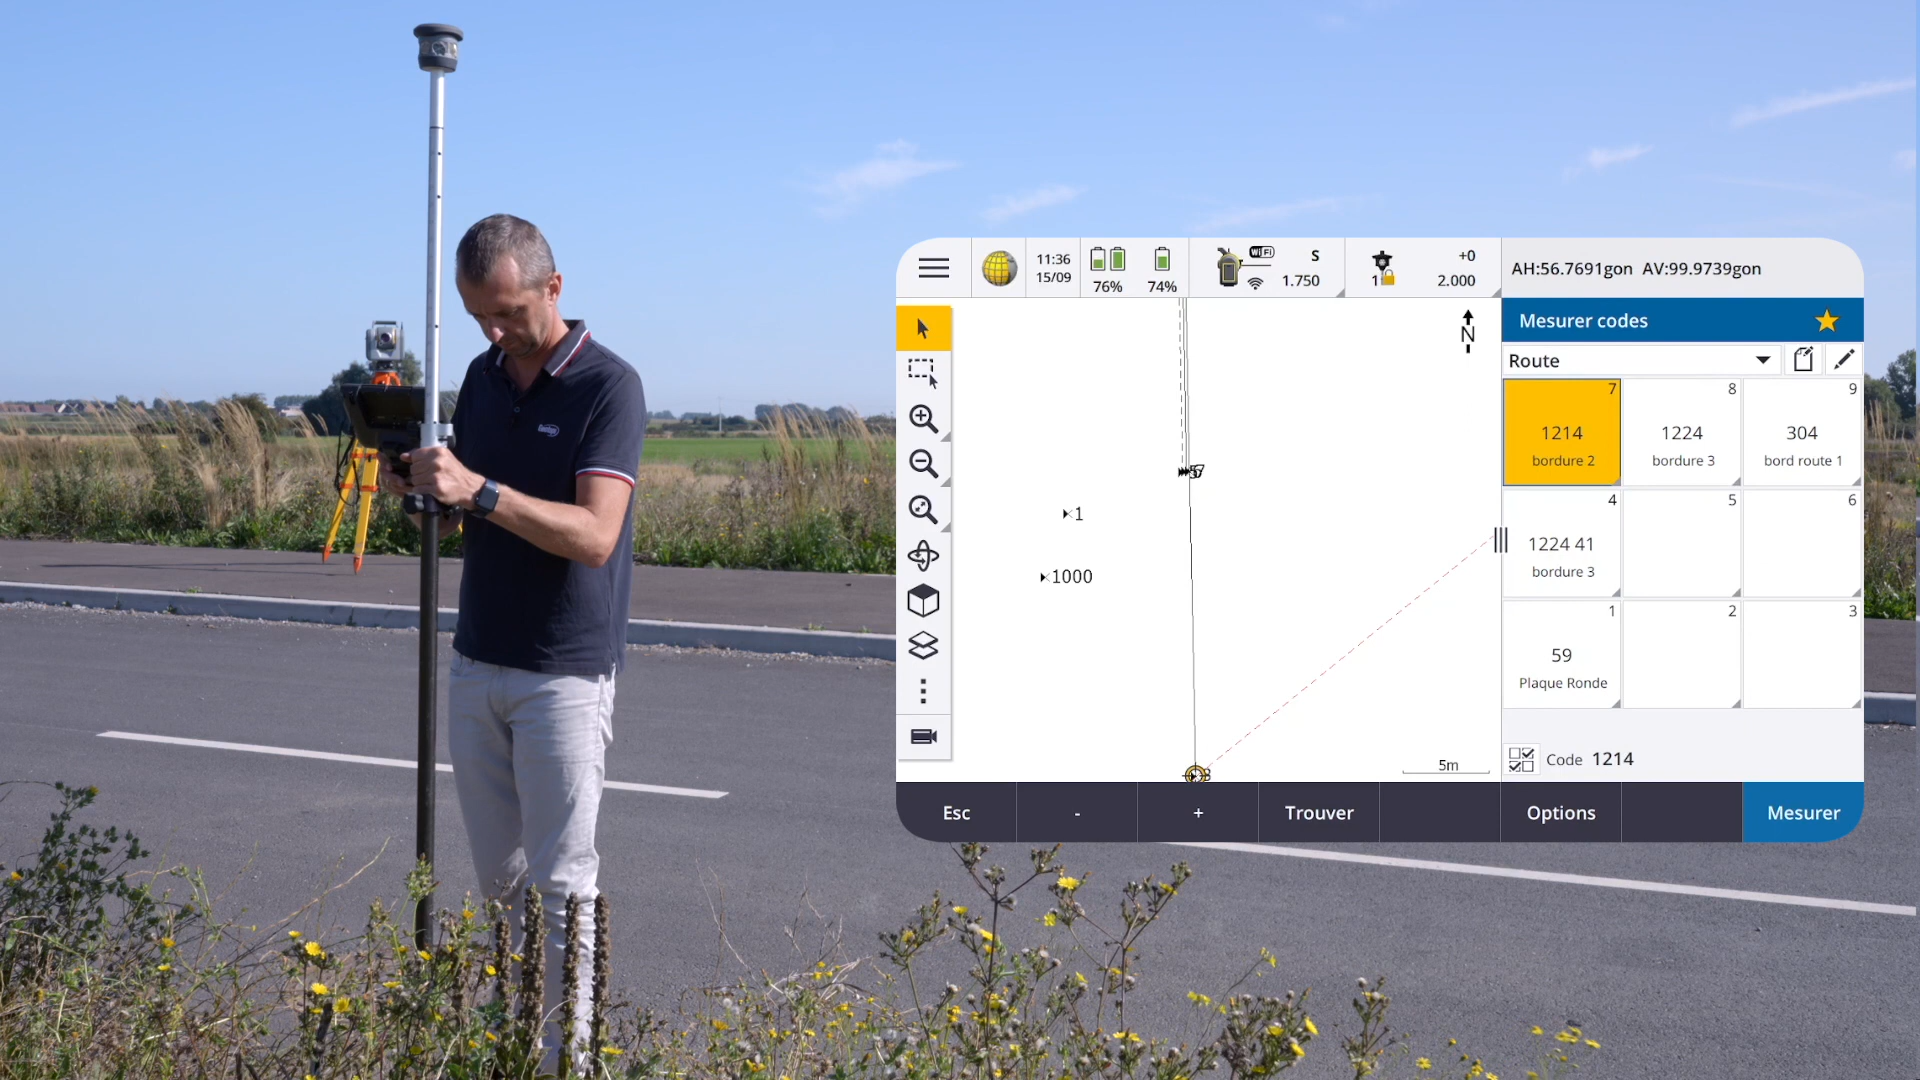 11:36
15/09
76%
74%
WiFi
S
1.750
1
+0
2.000
AH:56.7691gon AV:99.9739gon
Mesurer codes
Route
7
1214
bordure 2
8
1224
bordure 3
9
304
bord route 1
4
1224 41
bordure 3
5
6
1
59
Plaque Ronde
2
3
Code 1214
N
1
1000
5m
Esc
-
+
Trouver
Options
Mesurer